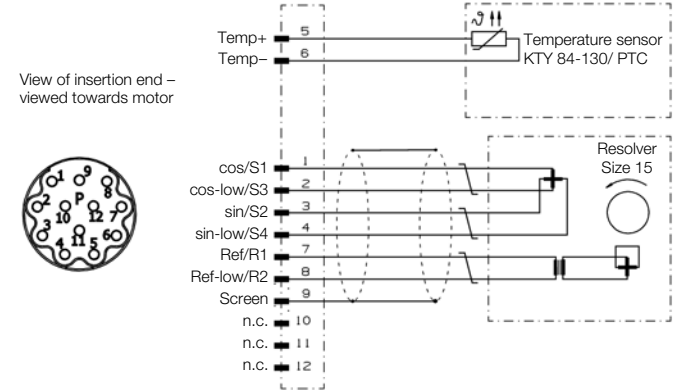 Temp+ 5
Temp– 6
ϑ
Temperature sensor
KTY 84-130/ PTC
View of insertion end –
viewed towards motor
1 9 8
2 P 7
10 12
3 11 6
4 5
Resolver
Size 15
cos/S1 1
cos-low/S3 2
sin/S2 3
sin-low/S4 4
Ref/R1 7
Ref-low/R2 8
Screen 9
n.c. 10
n.c. 11
n.c. 12